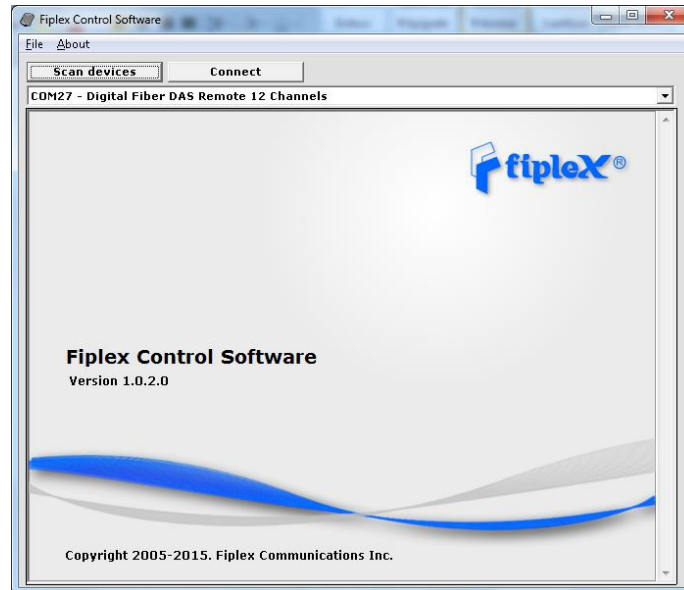 Fiplex Control Software
File About
Scan devices Connect
COM27 - Digital Fiber DAS Remote 12 Channels
fipleX®
Fiplex Control Software
Version 1.0.2.0
Copyright 2005-2015. Fiplex Communications Inc.